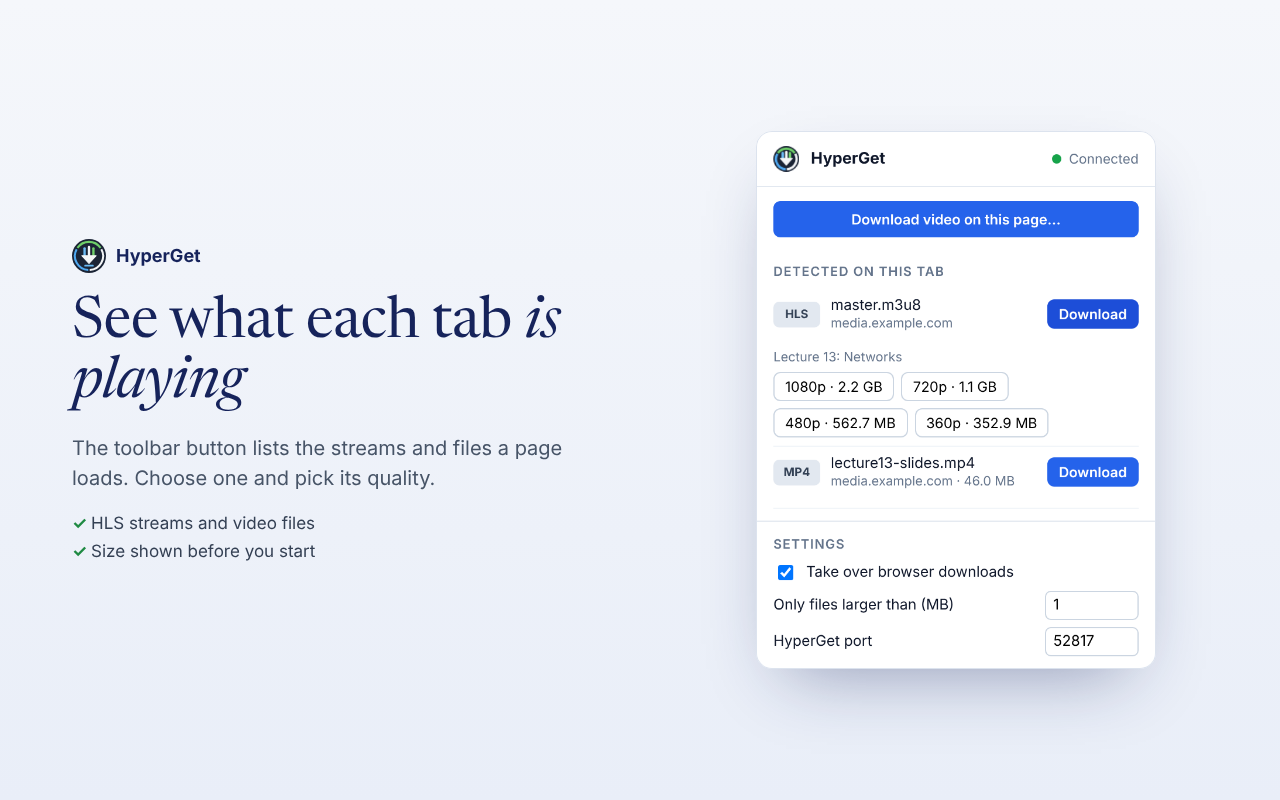 HyperGet
See what each tab is
playing
The toolbar button lists the streams and files a page
loads. Choose one and pick its quality.
HLS streams and video files
Size shown before you start
HyperGet
Connected
Download video on this page...
DETECTED ON THIS TAB
HLS
master.m3u8
media.example.com
Download
Lecture 13: Networks
1080p · 2.2 GB
720p · 1.1 GB
480p · 562.7 MB
360p · 352.9 MB
MP4
lecture13-slides.mp4
media.example.com · 46.0 MB
Download
SETTINGS
Take over browser downloads
Only files larger than (MB)
1
HyperGet port
52817